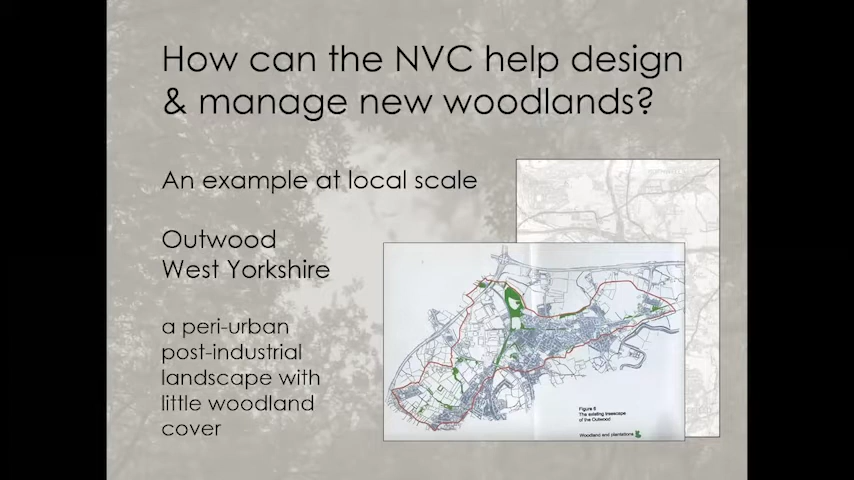 How can the NVC help design
& manage new woodlands?
An example at local scale
Outwood
West Yorkshire
a peri-urban
post-industrial
landscape with
little woodland
cover
Figure 6
The existing treescape
of the Outwood
Woodland and plantations